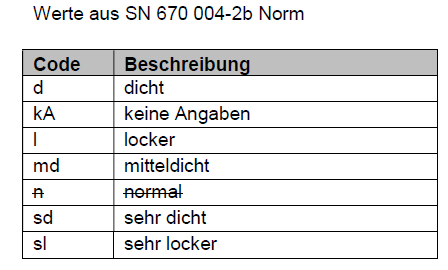 Werte aus SN 670 004-2b Norm
Code Beschreibung
d dicht
kA keine Angaben
l locker
md mitteldicht
n normal
sd sehr dicht
sl sehr locker